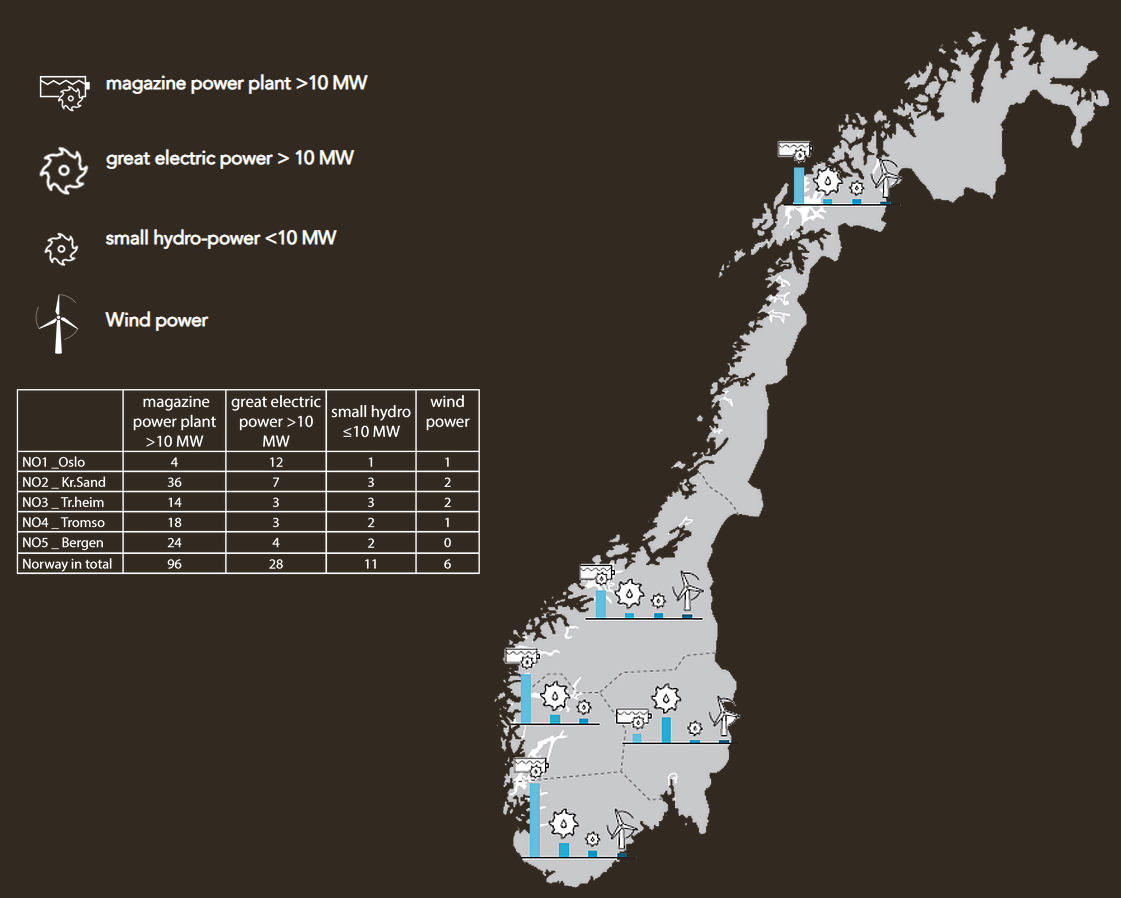 magazine power plant >10 MW
great electric power > 10 MW
small hydro-power <10 MW
Wind power
magazine power plant >10 MW great electric power >10 MW small hydro ≤10 MW wind power
NO1 _Oslo 4 12 1 1
NO2 _ Kr.Sand 36 7 3 2
NO3 _ Tr.heim 14 3 3 2
NO4 _ Tromso 18 3 2 1
NO5 _ Bergen 24 4 2 0
Norway in total 96 28 11 6